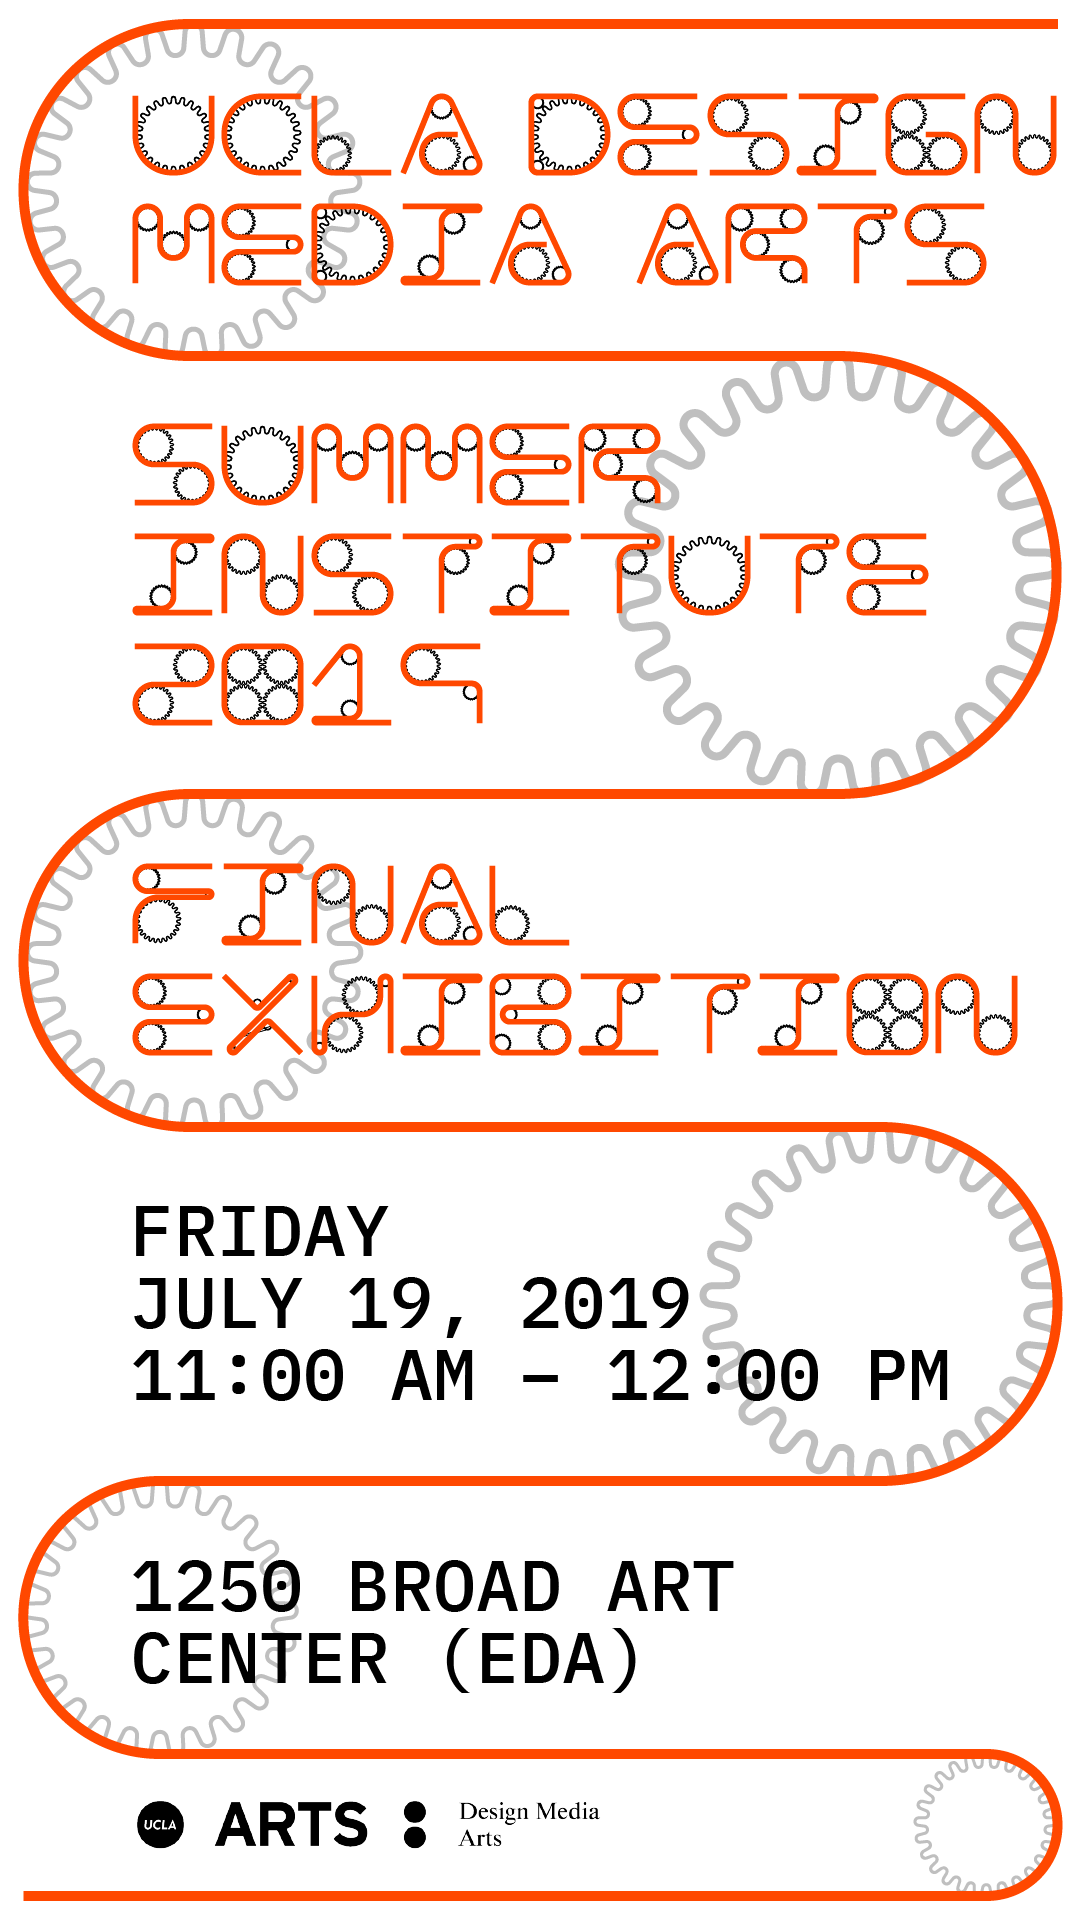 UCLA DESIGN
MEDIA ARTS
SUMMER
INSTITUTE
2019
FINAL
EXHIBITION
FRIDAY
JULY 19, 2019
11:00 AM – 12:00 PM
1250 BROAD ART
CENTER (EDA)
UCLA ARTS
Design Media
Arts